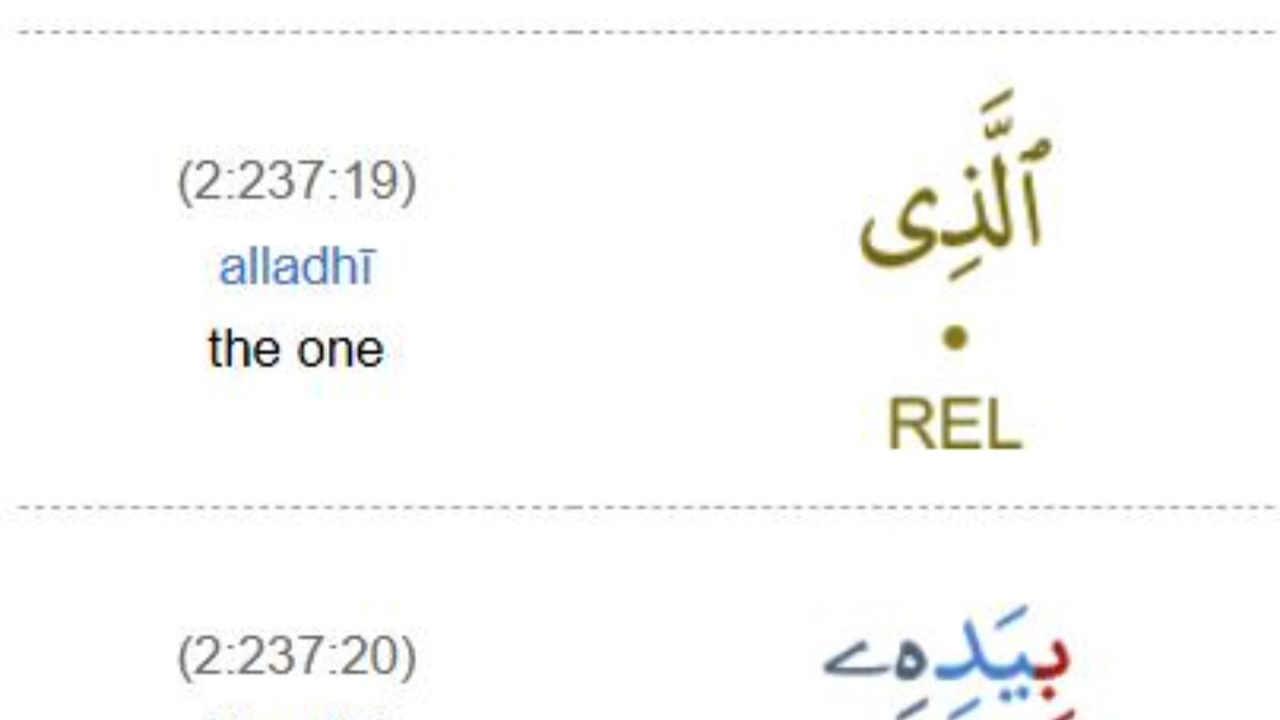 (2:237:19)
alladhī
the one
ٱلَّذِى
REL
(2:237:20)
بِيَدِهِۦ